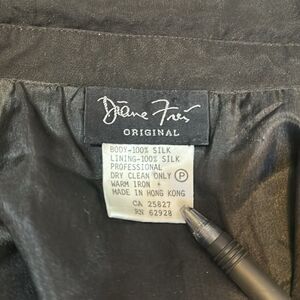 Diane Freis
ORIGINAL
BODY-100% SILK
LINING-100% SILK
PROFESSIONAL
DRY CLEAN ONLY P
WARM IRON +
MADE IN HONG KONG
CA 25827
RN 62928